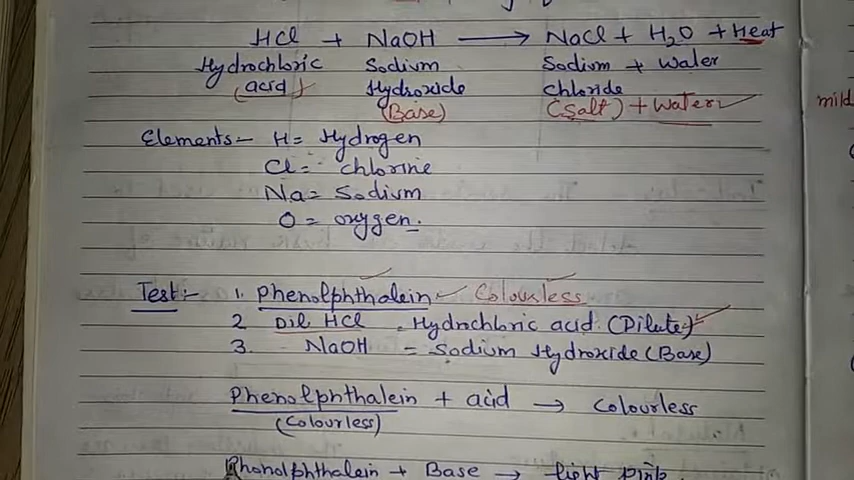 HCl + NaOH ⟶ NaCl + H₂O + Heat
Hydrochloric Sodium Sodium + Water
(acid) Hydroxide chloride
(Base) (Salt) + Water
mild
Elements:- H = Hydrogen
Cl = chlorine
Na = Sodium
O = oxygen.
Test:- 1. Phenolphthalein Colourless
2 Dil HCl = Hydrochloric acid (Dilute)
3. NaOH = Sodium Hydroxide (Base)
Phenolphthalein + acid → colourless
(Colourless)
Phonolphthalein + Base → light pink.